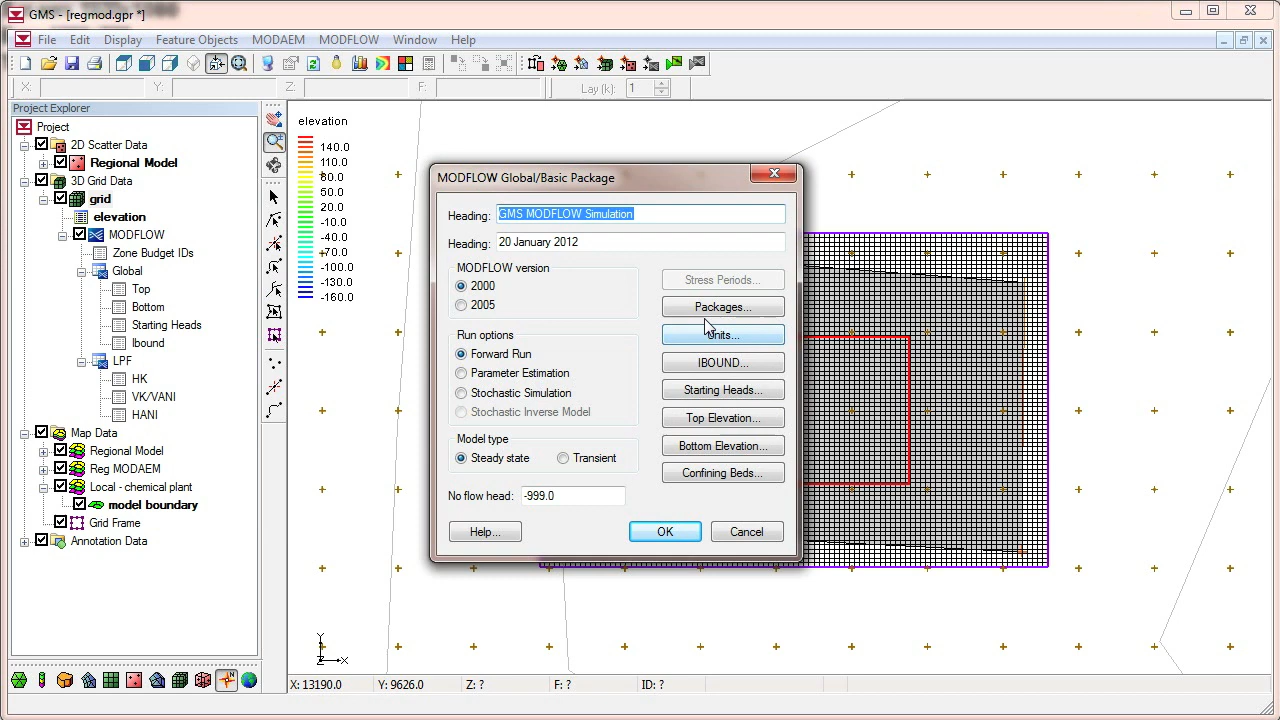 GMS - [regmod.gpr *]
File Edit Display Feature Objects MODAEM MODFLOW Window Help
X: Y: Z: F: Lay (k): 1
Project Explorer
Project
2D Scatter Data
Regional Model
3D Grid Data
grid
elevation
MODFLOW
Zone Budget IDs
Global
Top
Bottom
Starting Heads
Ibound
LPF
HK
VK/VANI
HANI
Map Data
Regional Model
Reg MODAEM
Local - chemical plant
model boundary
Grid Frame
Annotation Data
elevation
140.0
110.0
80.0
50.0
20.0
-10.0
-40.0
-70.0
-100.0
-130.0
-160.0
MODFLOW Global/Basic Package
Heading: GMS MODFLOW Simulation
Heading: 20 January 2012
MODFLOW version
2000
2005
Run options
Forward Run
Parameter Estimation
Stochastic Simulation
Stochastic Inverse Model
Model type
Steady state Transient
No flow head: -999.0
Stress Periods...
Packages...
Units...
IBOUND...
Starting Heads...
Top Elevation...
Bottom Elevation...
Confining Beds...
Help... OK Cancel
Y
Z X
X: 13190.0 Y: 9626.0 Z: ? F: ? ID: ?